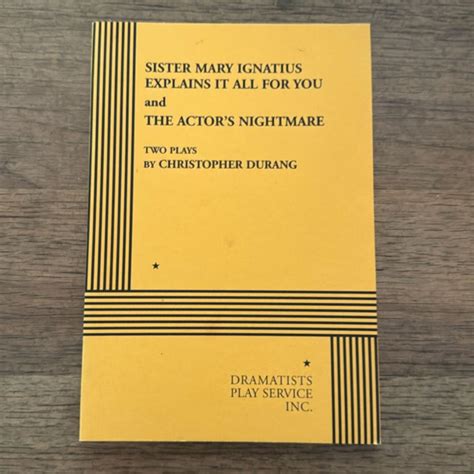 SISTER MARY IGNATIUS
EXPLAINS IT ALL FOR YOU
and
THE ACTOR'S NIGHTMARE
TWO PLAYS
BY CHRISTOPHER DURANG
DRAMATISTS
PLAY SERVICE
INC.